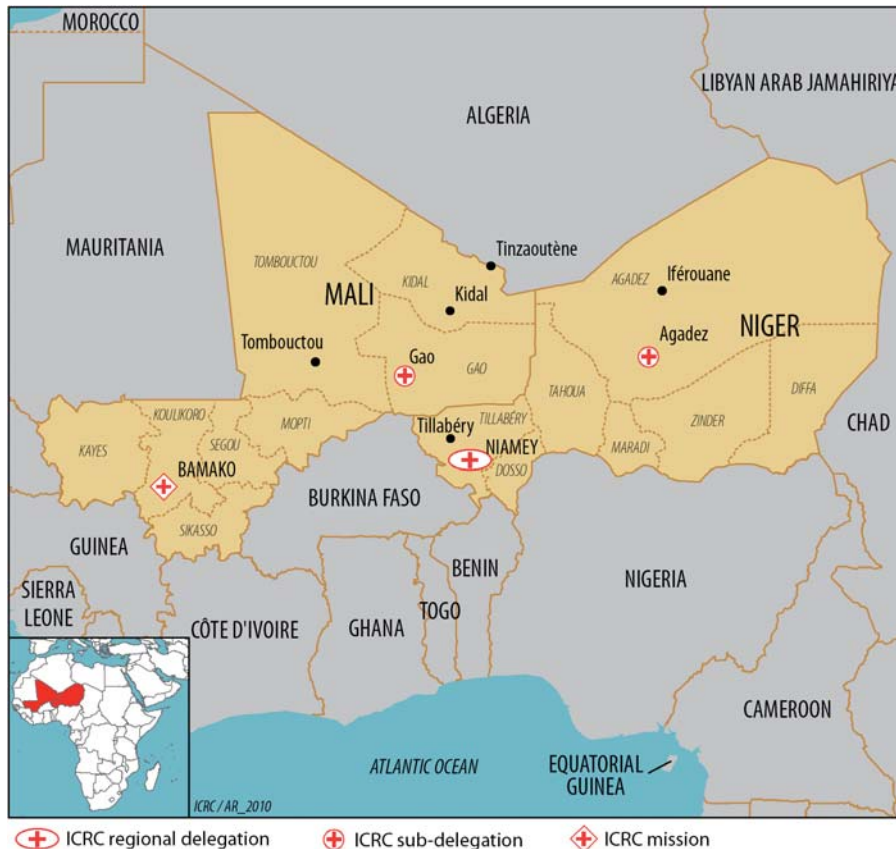 MOROCCO
LIBYAN ARAB JAMAHIRIYA
ALGERIA
MAURITANIA
TOMBOUCTOU
Tinzaoutène
KIDAL
AGADEZ
Iférouane
MALI
Kidal
NIGER
Tombouctou
Agadez
Gao
GAO
TAHOUA
DIFFA
KOULIKORO
MOPTI
TILLABÉRY
ZINDER
Tillabéry
CHAD
KAYES
SEGOU
NIAMEY
MARADI
BAMAKO
DOSSO
BURKINA FASO
SIKASSO
GUINEA
BENIN
NIGERIA
SIERRA
LEONE
CÔTE D'IVOIRE
GHANA
TOGO
CAMEROON
ATLANTIC OCEAN
EQUATORIAL
GUINEA
ICRC / AR_2010
ICRC regional delegation
ICRC sub-delegation
ICRC mission